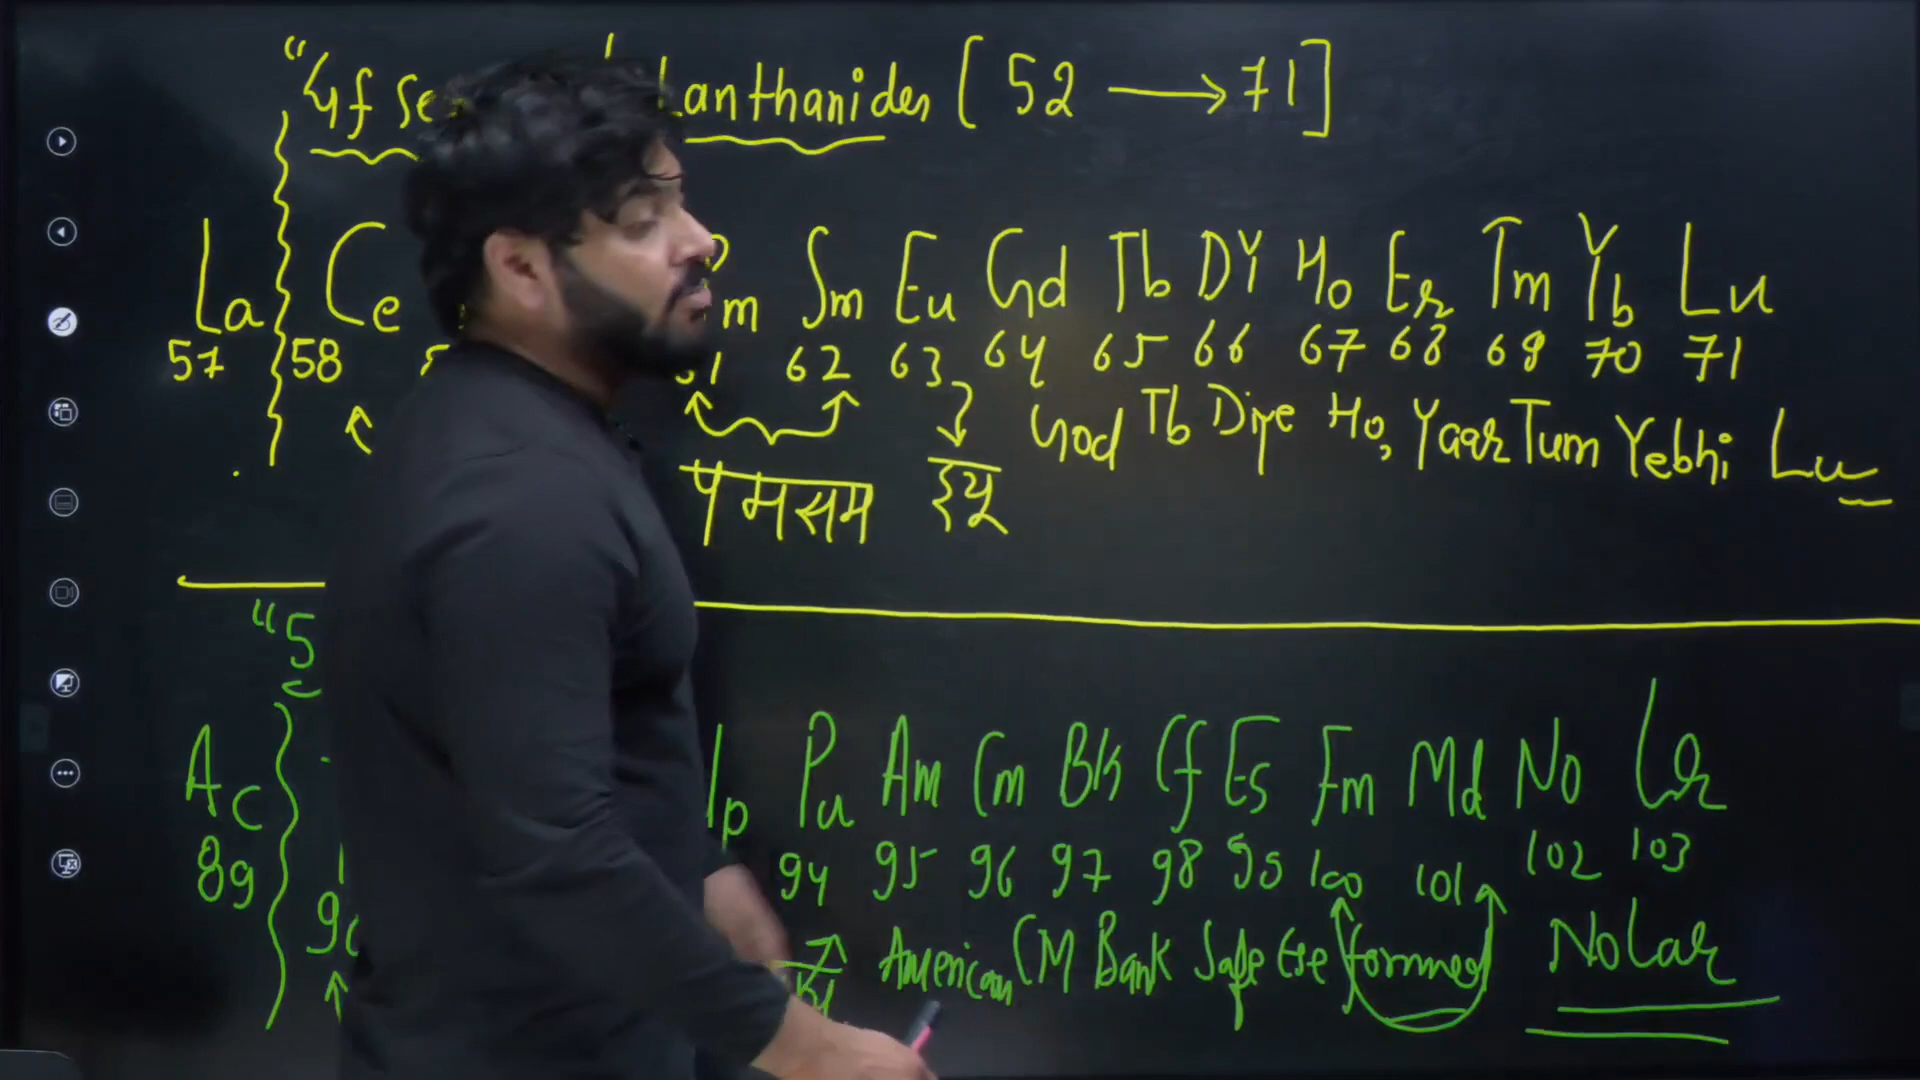 "4f Se Lanthanides [52 → 71]
La Ce m Sm Eu Gd Tb DY Ho Er Tm Yb Lu
57 58 61 62 63 64 65 66 67 68 69 70 71
God Tb Diye Ho, Yaar Tum Yebhi Lu
पमसम इयू
"5
Ac Np Pu Am Cm Bk Cf Es Fm Md No Lr
89 90 94 95 96 97 98 99 100 101 102 103
American CM Bank Safe Ese formed NoLar